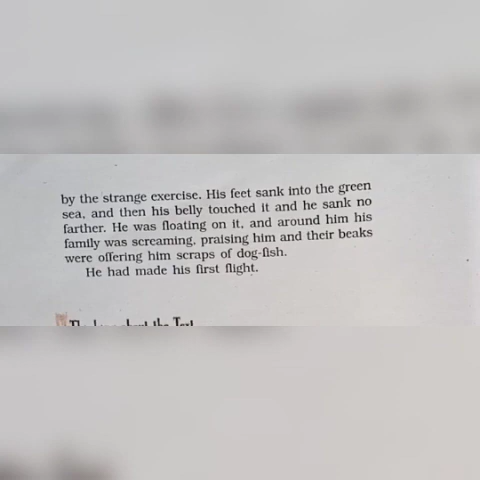 by the strange exercise. His feet sank into the green
sea, and then his belly touched it and he sank no
farther. He was floating on it, and around him his
family was screaming, praising him and their beaks
were offering him scraps of dog-fish.
He had made his first flight.